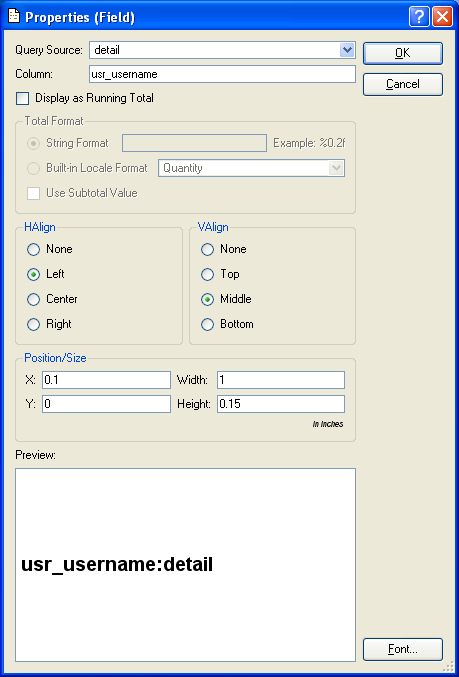 Properties (Field)
Query Source: detail
OK
Column: usr_username
Cancel
Display as Running Total
Total Format
String Format Example: %0.2f
Built-in Locale Format Quantity
Use Subtotal Value
HAlign VAlign
None None
Left Top
Center Middle
Right Bottom
Position/Size
X: 0.1 Width: 1
Y: 0 Height: 0.15
in inches
Preview:
usr_username:detail
Font...